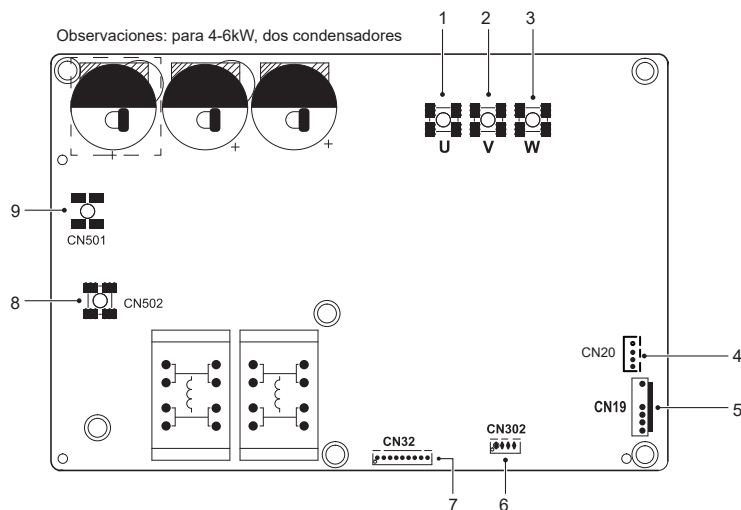 1 2 3
Observaciones: para 4-6kW, dos condensadores
+ + +
U V W
9
CN501
8
CN502
CN20
4
CN19
5
CN302
CN32
7 6